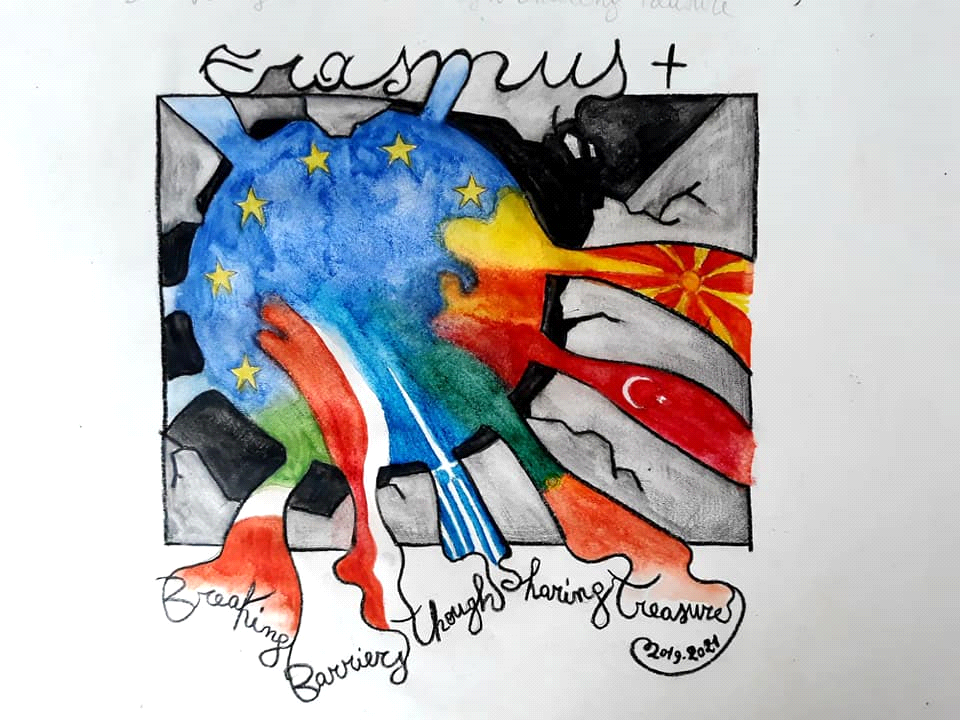 Erasmus +
Breaking
Barriers
though
Sharing
Treasure
2019-2021